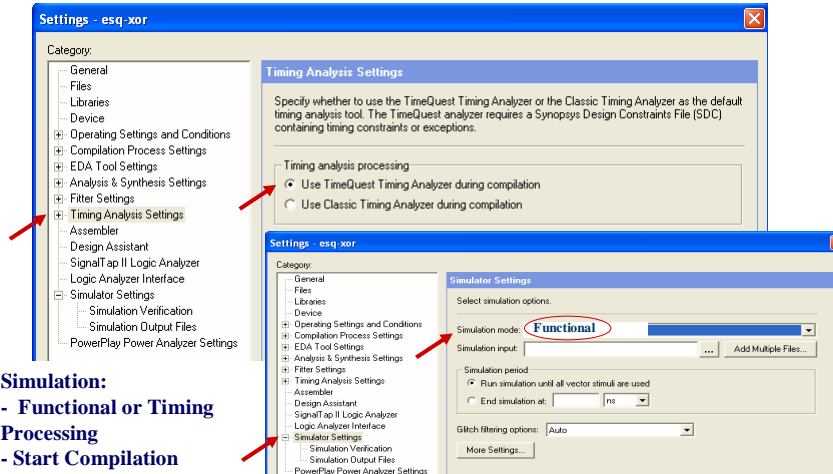 Settings - esq-xor
Category:
General
Files
Libraries
Device
Operating Settings and Conditions
Compilation Process Settings
EDA Tool Settings
Analysis & Synthesis Settings
Fitter Settings
Timing Analysis Settings
Assembler
Design Assistant
SignalTap II Logic Analyzer
Logic Analyzer Interface
Simulator Settings
Simulation Verification
Simulation Output Files
PowerPlay Power Analyzer Settings
Timing Analysis Settings
Specify whether to use the TimeQuest Timing Analyzer or the Classic Timing Analyzer as the default
timing analysis tool. The TimeQuest analyzer requires a Synopsys Design Constraints File (SDC)
containing timing constraints or exceptions.
Timing analysis processing
Use TimeQuest Timing Analyzer during compilation
Use Classic Timing Analyzer during compilation
Settings - esq-xor
Category:
General
Files
Libraries
Device
Operating Settings and Conditions
Compilation Process Settings
EDA Tool Settings
Analysis & Synthesis Settings
Fitter Settings
Timing Analysis Settings
Assembler
Design Assistant
SignalTap II Logic Analyzer
Logic Analyzer Interface
Simulator Settings
Simulation Verification
Simulation Output Files
PowerPlay Power Analyzer Settings
Simulator Settings
Select simulation options.
Simulation mode: Functional
Simulation input: ... Add Multiple Files...
Simulation period
Run simulation until all vector stimuli are used
End simulation at: ns
Glitch filtering options: Auto
More Settings...
Simulation:
- Functional or Timing
Processing
- Start Compilation